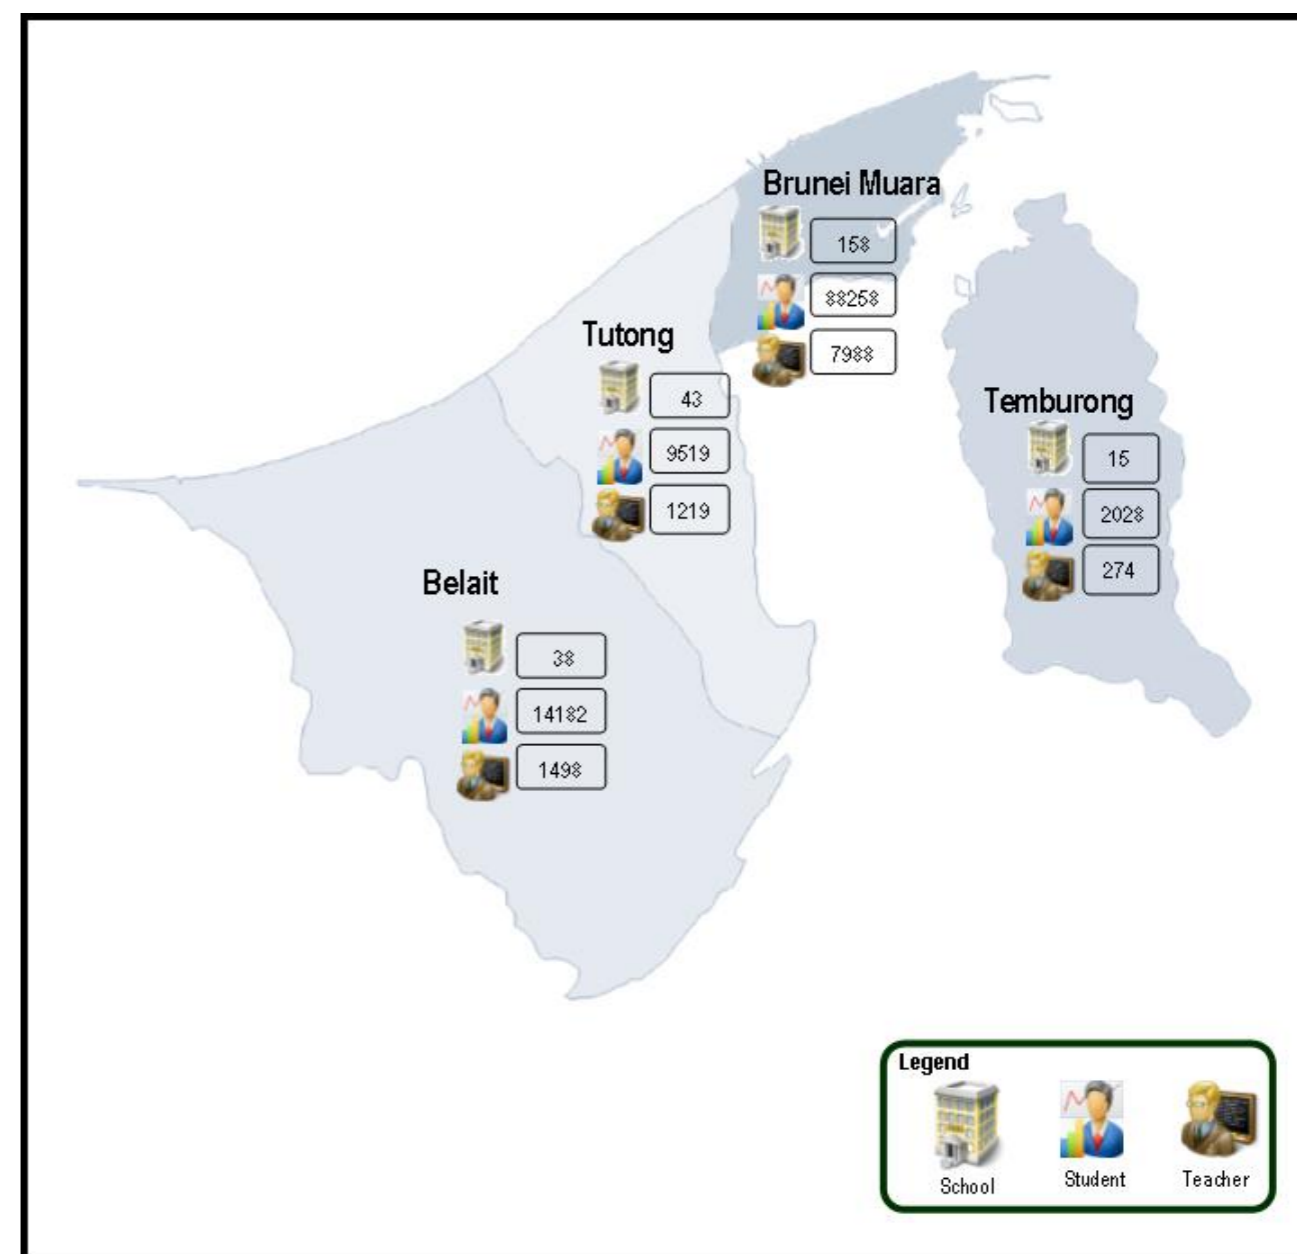 Brunei Muara
158
88258
7988
Tutong
43
9519
1219
Temburong
15
2028
274
Belait
38
14182
1498
Legend
School
Student
Teacher